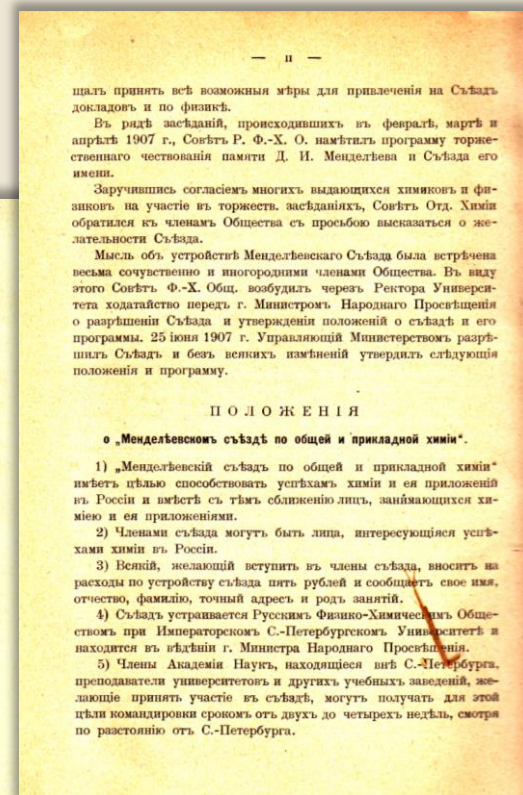 — II —
щалъ принять всѣ возможныя мѣры для привлеченія на Съѣздъ
докладовъ и по физикѣ.
Въ рядѣ засѣданій, происходившихъ въ февралѣ, мартѣ и
апрѣлѣ 1907 г., Совѣтъ Р. Ф.-Х. О. намѣтилъ программу торже-
ственнаго чествованія памяти Д. И. Менделѣева и Съѣзда его
имени.
Заручившись согласіемъ многихъ выдающихся химиковъ и фи-
зиковъ на участіе въ торжеств. засѣданіяхъ, Совѣтъ Отд. Химіи
обратился къ членамъ Общества съ просьбою высказаться о же-
лательности Съѣзда.
Мысль объ устройствѣ Менделѣевскаго Съѣзда была встрѣчена
весьма сочувственно и иногородними членами Общества. Въ виду
этого Совѣтъ Ф.-Х. Общ. возбудилъ черезъ Ректора Универси-
тета ходатайство передъ г. Министромъ Народнаго Просвѣщенія
о разрѣшеніи Съѣзда и утвержденіи положеній о съѣздѣ и его
программы. 25 іюня 1907 г. Управляющій Министерствомъ разрѣ-
шилъ Съѣздъ и безъ всякихъ измѣненій утвердилъ слѣдующія
положенія и программу.
ПОЛОЖЕНІЯ
о „Менделѣевскомъ съѣздѣ по общей и прикладной химіи“.
1) „Менделѣевскій съѣздъ по общей и прикладной химіи“
имѣетъ цѣлью способствовать успѣхамъ химіи и ея приложеній
въ Россіи и вмѣстѣ съ тѣмъ сближенію лицъ, занимающихся хи-
міею и ея приложеніями.
2) Членами съѣзда могутъ быть лица, интересующіяся успѣ-
хами химіи въ Россіи.
3) Всякій, желающій вступить въ члены съѣзда, вноситъ на
расходы по устройству съѣзда пять рублей и сообщаетъ свое имя,
отчество, фамилію, точный адресъ и родъ занятій.
4) Съѣздъ устраивается Русскимъ Физико-Химическимъ Обще-
ствомъ при Императорскомъ С.-Петербургскомъ Университетѣ и
находится въ вѣдѣніи г. Министра Народнаго Просвѣщенія.
5) Члены Академіи Наукъ, находящіеся внѣ С.-Петербурга,
преподаватели университетовъ и другихъ учебныхъ заведеній, же-
лающіе принять участіе въ съѣздѣ, могутъ получать для этой
цѣли командировки срокомъ отъ двухъ до четырехъ недѣль, смотря
по разстоянію отъ С.-Петербурга.